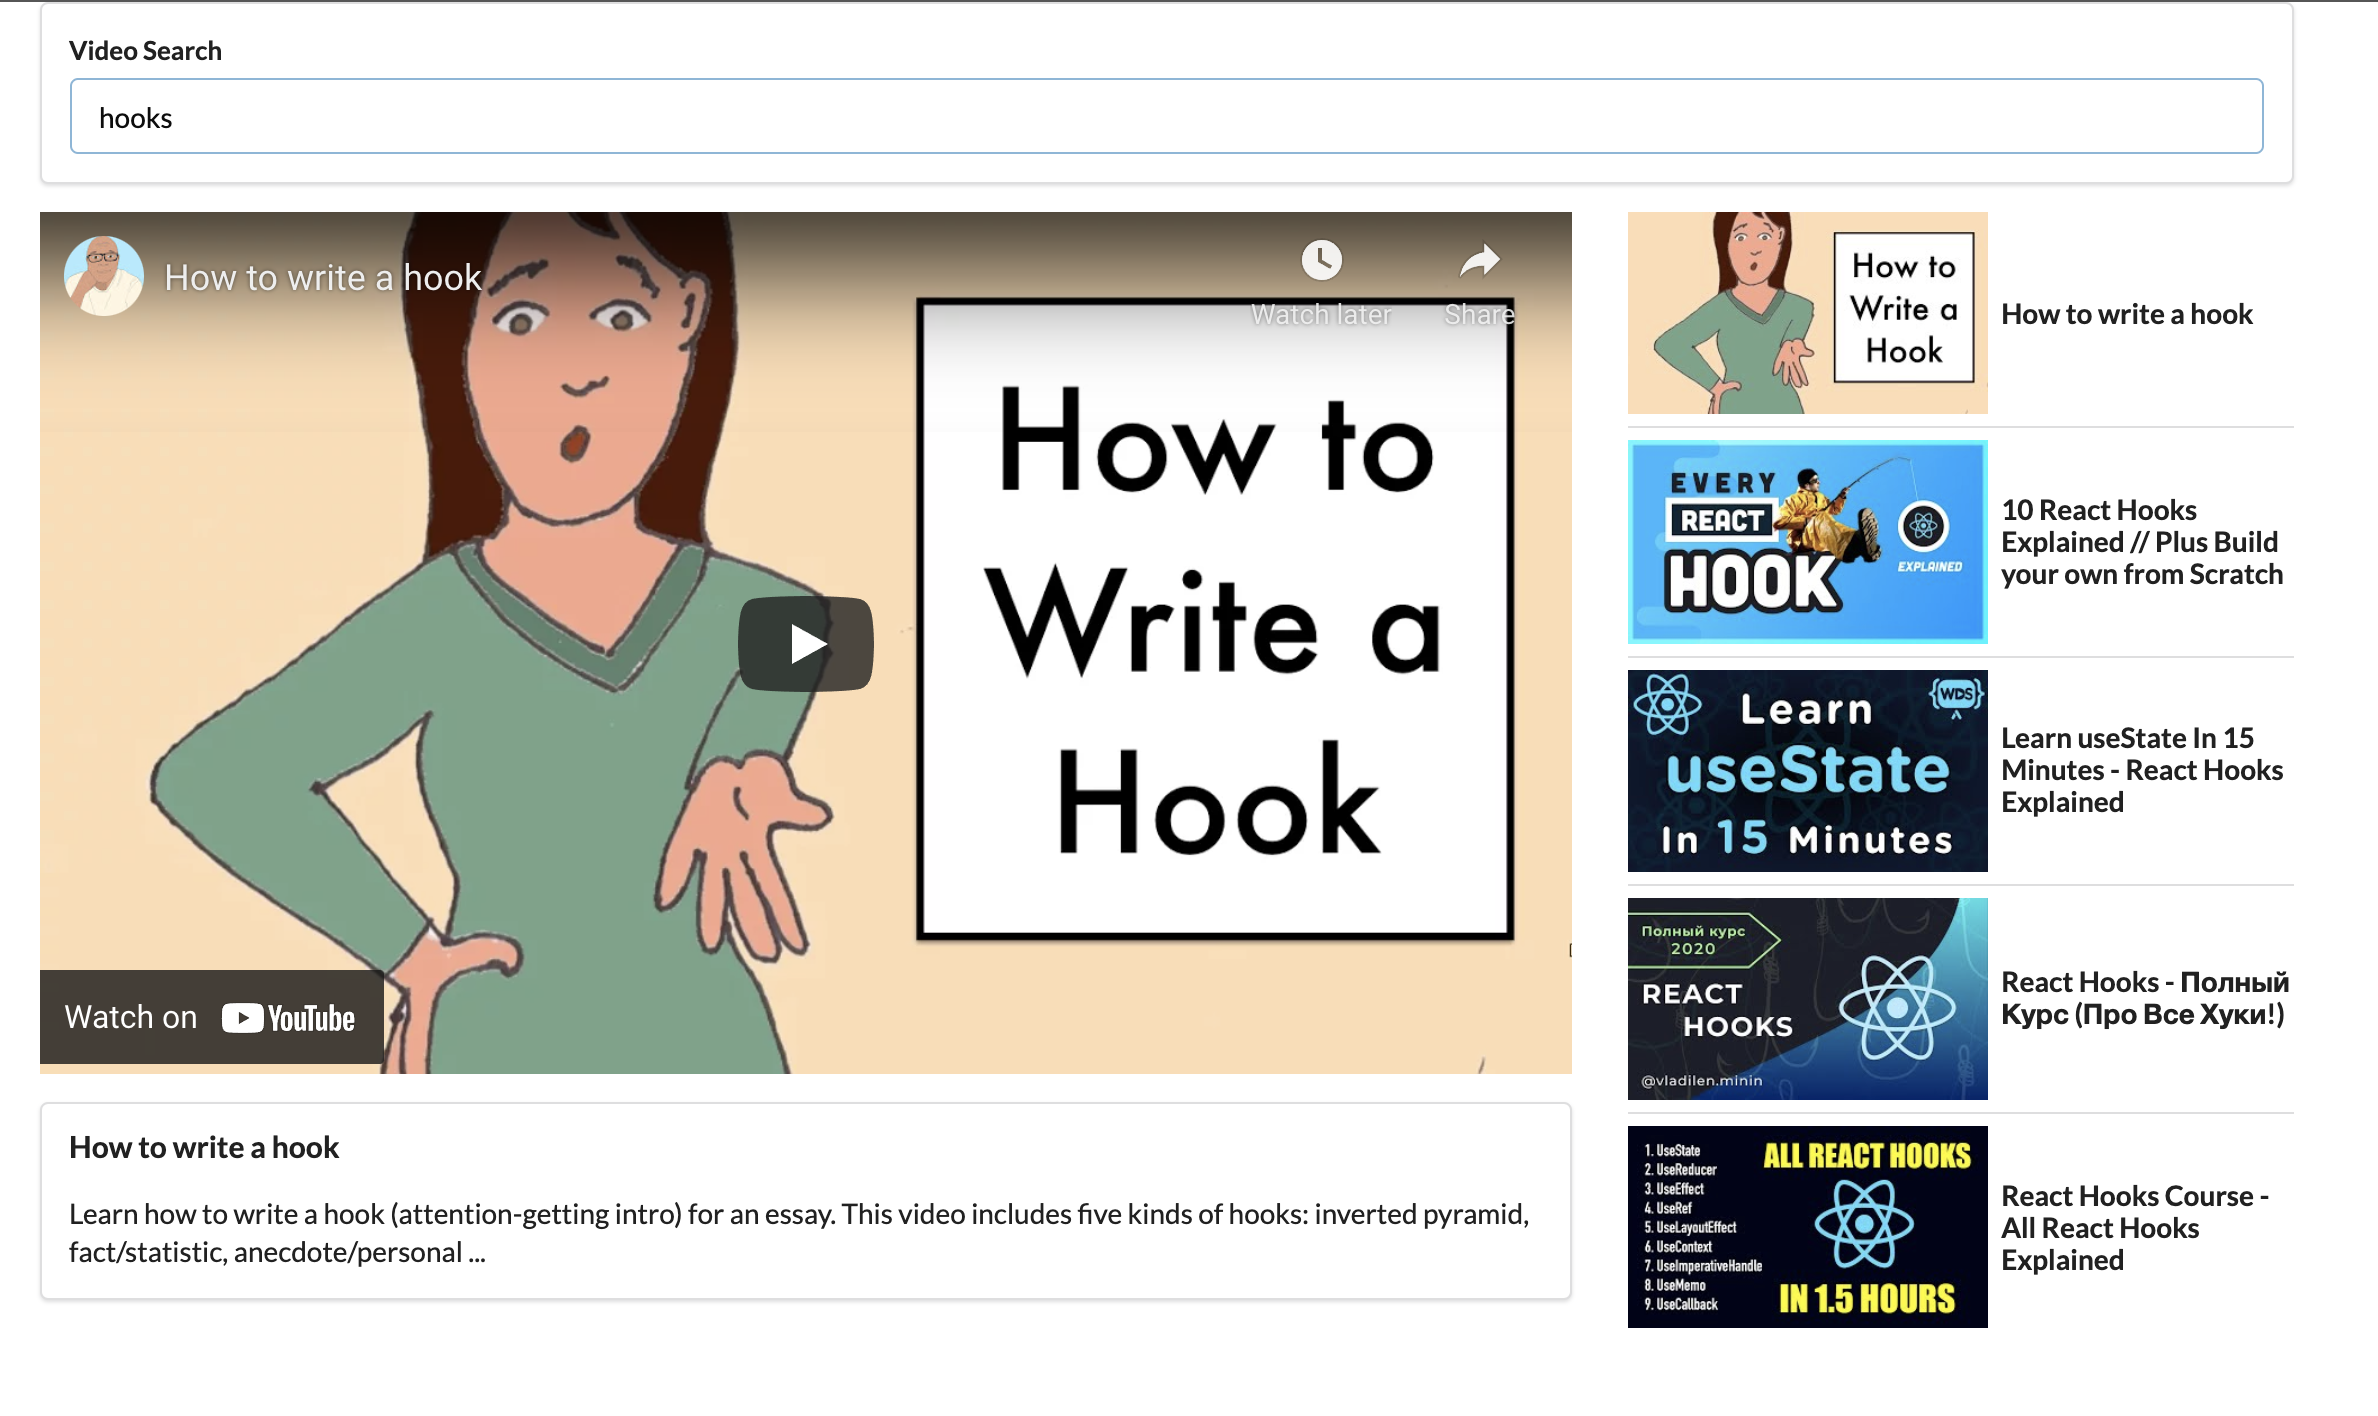 Video Search
hooks
How to write a hook
Watch later
Share
How to
Write a
Hook
Watch on YouTube
How to write a hook
Learn how to write a hook (attention-getting intro) for an essay. This video includes five kinds of hooks: inverted pyramid,
fact/statistic, anecdote/personal ...
How to
Write a
Hook
How to write a hook
EVERY
REACT
HOOK
EXPLAINED
10 React Hooks
Explained // Plus Build
your own from Scratch
{WDS}
Learn
useState
In 15 Minutes
Learn useState In 15
Minutes - React Hooks
Explained
Полный курс
2020
REACT
HOOKS
@vladilen.minin
React Hooks - Полный
Курс (Про Все Хуки!)
1. UseState
2. UseReducer
3. UseEffect
4. UseRef
5. UseLayoutEffect
6. UseContext
7. UseImperativeHandle
8. UseMemo
9. UseCallback
ALL REACT HOOKS
IN 1.5 HOURS
React Hooks Course -
All React Hooks
Explained